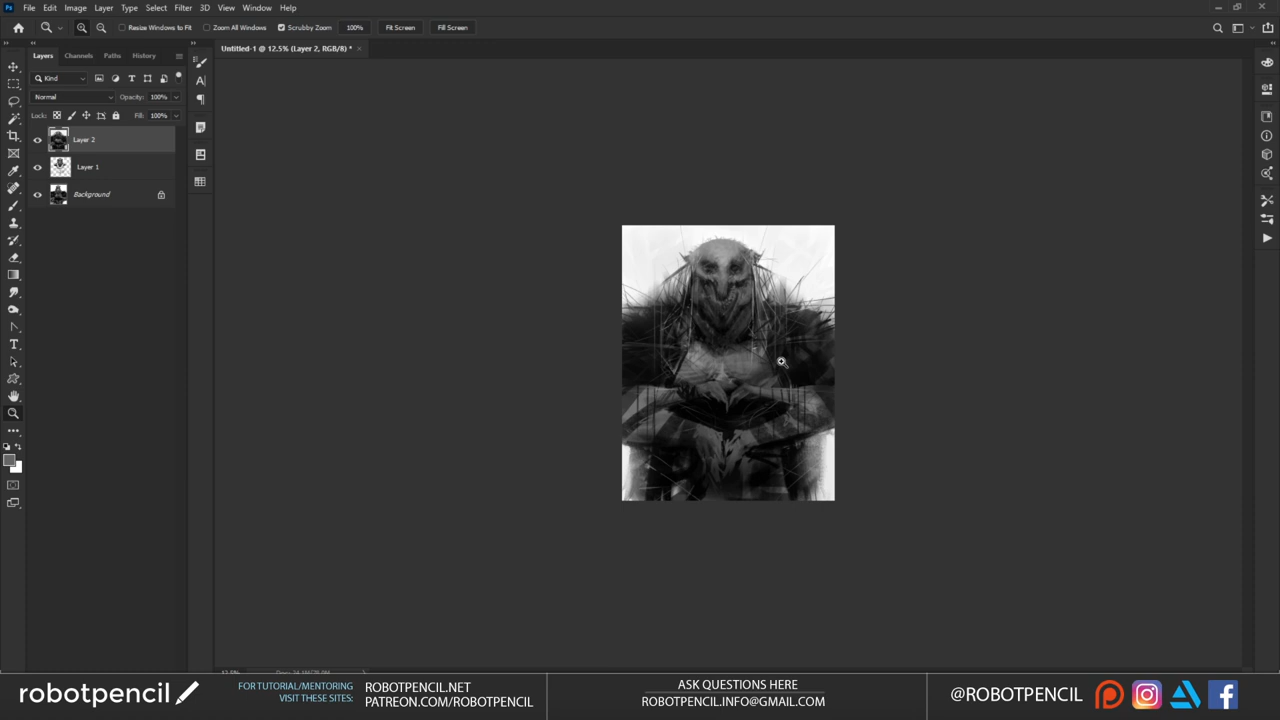 Ps File Edit Image Layer Type Select Filter 3D View Window Help
Resize Windows to Fit Zoom All Windows Scrubby Zoom 100% Fit Screen Fill Screen
Layers Channels Paths History
Untitled-1 @ 12.5% (Layer 2, RGB/8) *
Kind
Normal Opacity: 100%
Lock: Fill: 100%
Layer 2
Layer 1
Background
robotpencil
FOR TUTORIAL/MENTORING
VISIT THESE SITES:
ROBOTPENCIL.NET
PATREON.COM/ROBOTPENCIL
ASK QUESTIONS HERE
ROBOTPENCIL.INFO@GMAIL.COM
@ROBOTPENCIL